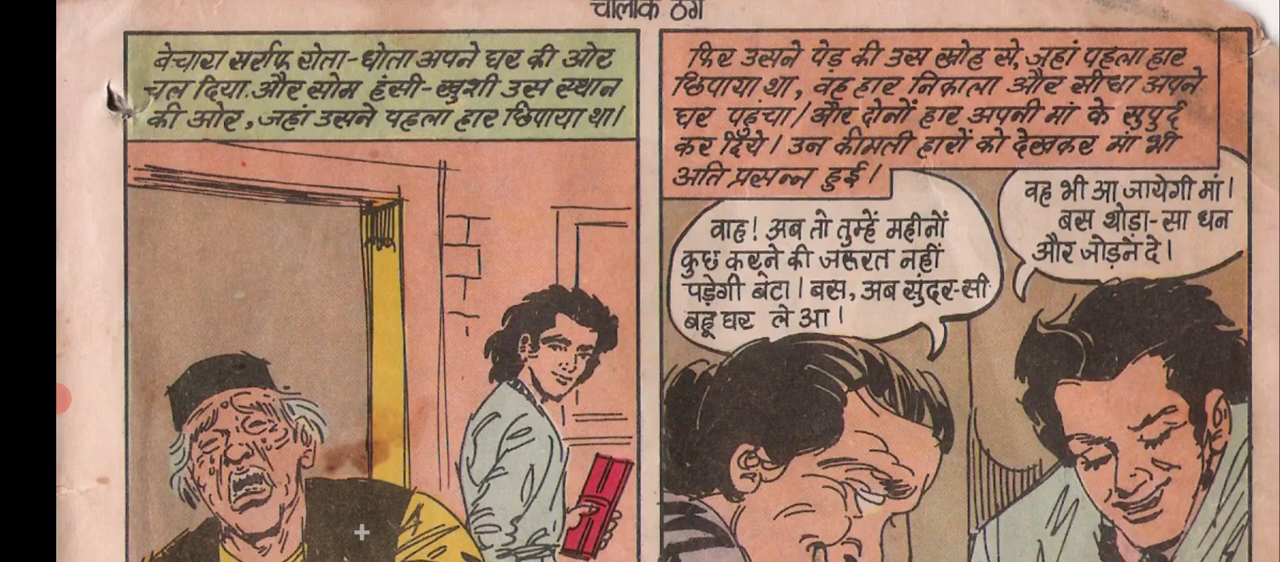 चालाक ठग
बेचारा सर्राफ रोता-धोता अपने घर की ओर
चल दिया. और सोम हंसी-खुशी उस स्थान
की ओर, जहां उसने पहला हार छिपाया था।
फिर उसने पेड़ की उस खोह से, जहां पहला हार
छिपाया था, वह हार निकाला और सीधा अपने
घर पहुंचा। और दोनों हार अपनी मां के सुपुर्द
कर दिये। उन कीमती हारों को देखकर मां भी
अति प्रसन्न हुई।
वाह! अब तो तुम्हें महीनों
कुछ करने की जरूरत नहीं
पड़ेगी बेटा। बस, अब सुंदर-सी
बहू घर ले आ।
वह भी आ जायेगी मां।
बस थोड़ा-सा धन
और जोड़ने दे।